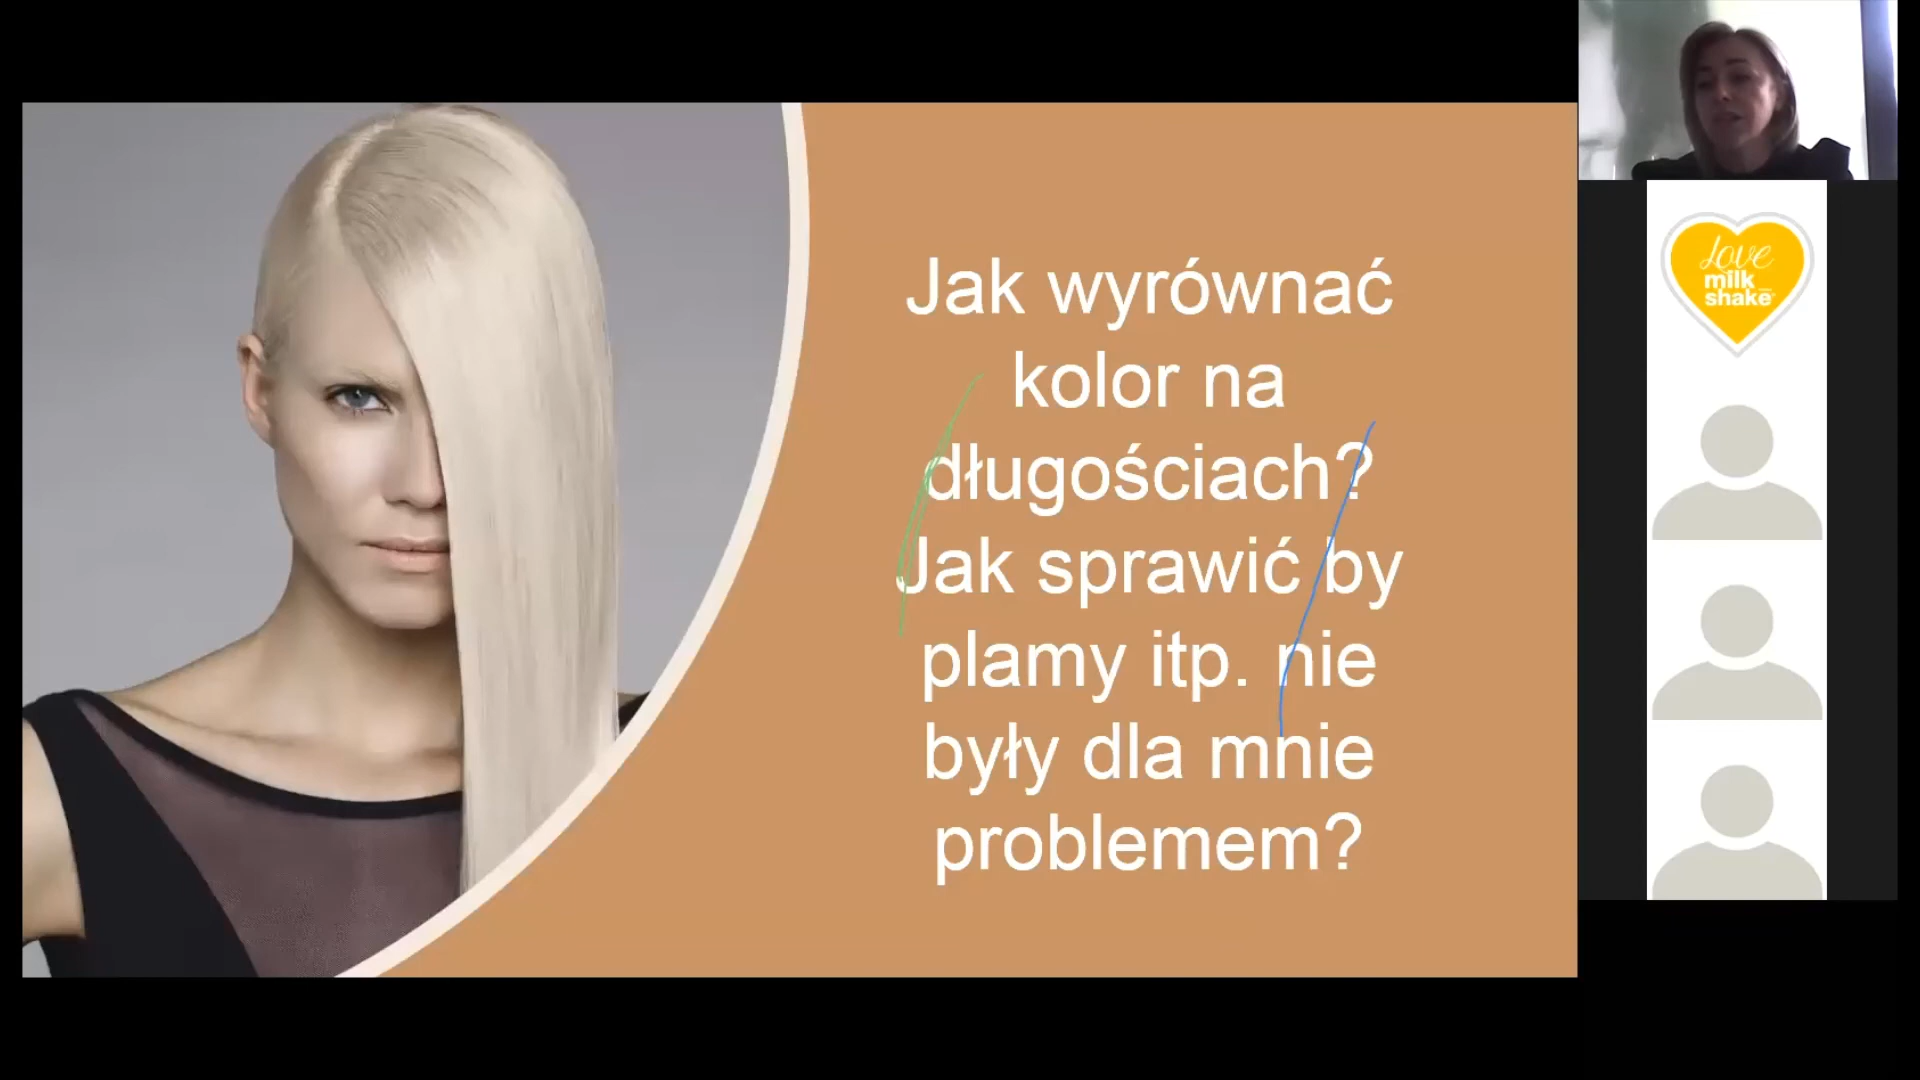 Jak wyrównać
kolor na
długościach?
Jak sprawić by
plamy itp. nie
były dla mnie
problemem?
Love
milk
shake